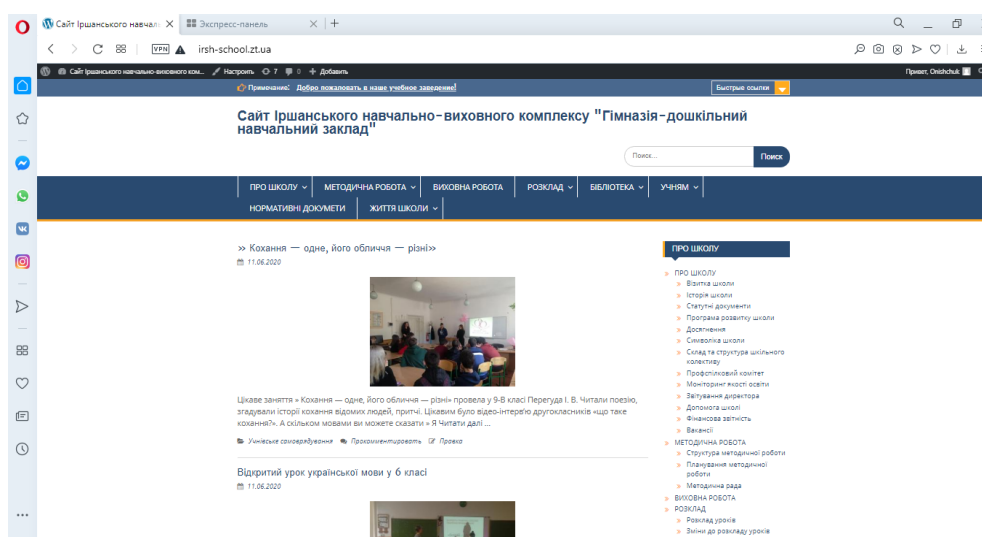 Сайт Іршанського навчаль
Экспресс-панель
VPN
irsh-school.zt.ua
Сайт Іршанського навчально-виховного ком...
Настроить
7
0
Добавить
Привет, Onishchuk
Примечание: Добро пожаловать в наше учебное заведение!
Быстрые ссылки
Сайт Іршанського навчально-виховного комплексу "Гімназія-дошкільний
навчальний заклад"
Поиск...
Поиск
ПРО ШКОЛУ
МЕТОДИЧНА РОБОТА
ВИХОВНА РОБОТА
РОЗКЛАД
БІБЛІОТЕКА
УЧНЯМ
НОРМАТИВНІ ДОКУМЕТИ
ЖИТТЯ ШКОЛИ
» Кохання — одне, його обличчя — різні»
11.06.2020
Цікаве заняття » Кохання — одне, його обличчя — різні» провела у 9-В класі Перегуда І. В. Читали поезію,
згадували історії кохання відомих людей, притчі. Цікавим було відео-інтерв'ю другокласників «що таке
кохання?». А скільком мовами ви можете сказати » Я Читати далі ...
Учнівське самоврядування
Прокомментировать
Правка
Відкритий урок української мови у 6 класі
11.06.2020
ПРО ШКОЛУ
ПРО ШКОЛУ
Візитка школи
Історія школи
Статутні документи
Програма розвитку школи
Досягнення
Символіка школи
Склад та структура шкільного
колективу
Профспілковий комітет
Моніторинг якості освіти
Звітування директора
Допомога школі
Фінансова звітність
Вакансії
МЕТОДИЧНА РОБОТА
Структура методичної роботи
Планування методичної
роботи
Методична рада
ВИХОВНА РОБОТА
РОЗКЛАД
Розклад уроків
Зміни до розкладу уроків